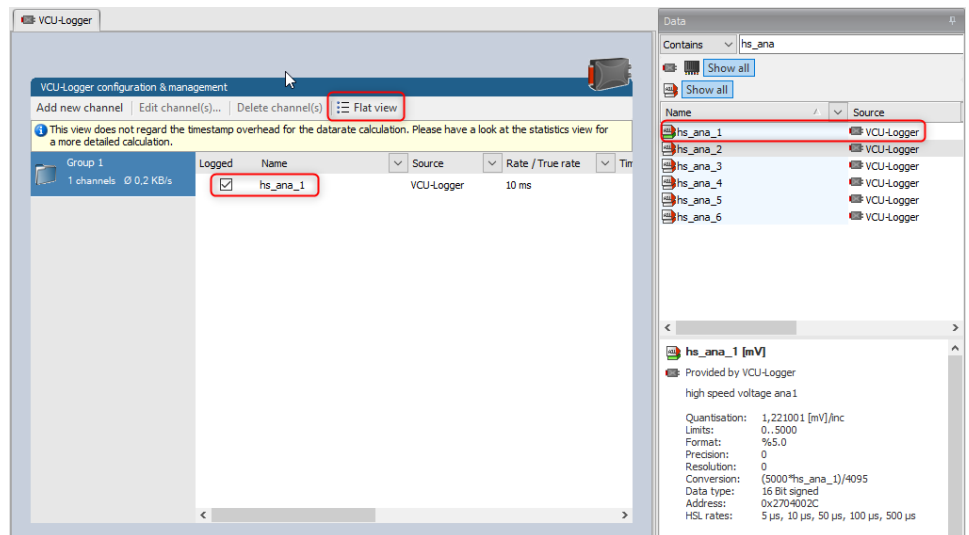 VCU-Logger
VCU-Logger configuration & management
Add new channel Edit channel(s)... Delete channel(s) Flat view
This view does not regard the timestamp overhead for the datarate calculation. Please have a look at the statistics view for
a more detailed calculation.
Group 1
1 channels Ø 0,2 KB/s
Logged Name Source Rate / True rate Tim
hs_ana_1 VCU-Logger 10 ms
Data
Contains hs_ana
Show all
Show all
Name Source
hs_ana_1 VCU-Logger
hs_ana_2 VCU-Logger
hs_ana_3 VCU-Logger
hs_ana_4 VCU-Logger
hs_ana_5 VCU-Logger
hs_ana_6 VCU-Logger
hs_ana_1 [mV]
Provided by VCU-Logger
high speed voltage ana1
Quantisation: 1,221001 [mV]/inc
Limits: 0..5000
Format: %5.0
Precision: 0
Resolution: 0
Conversion: (5000*hs_ana_1)/4095
Data type: 16 Bit signed
Address: 0x2704002C
HSL rates: 5 µs, 10 µs, 50 µs, 100 µs, 500 µs